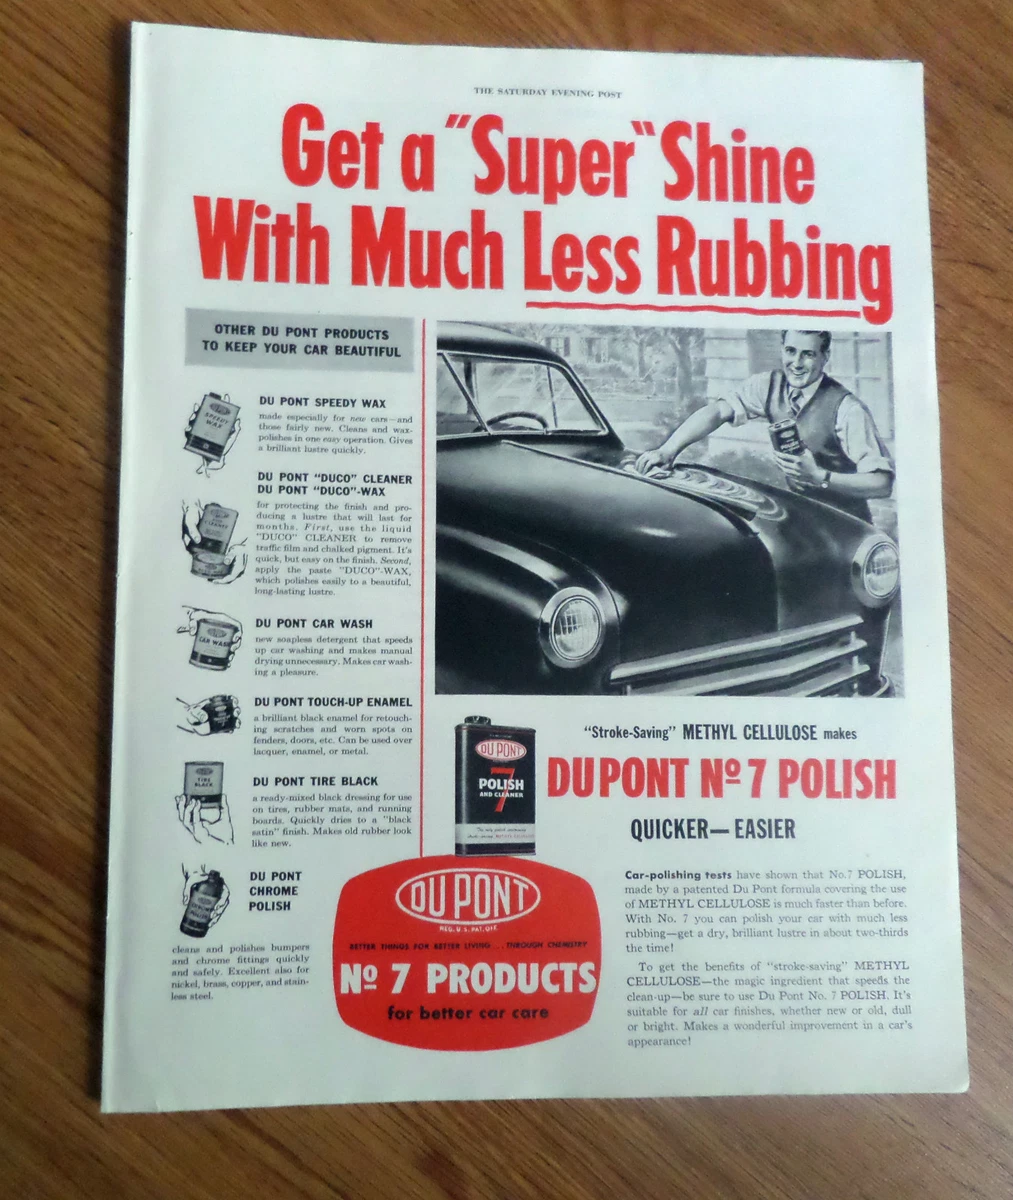 THE SATURDAY EVENING POST
Get a "Super" Shine
With Much Less Rubbing
OTHER DU PONT PRODUCTS
TO KEEP YOUR CAR BEAUTIFUL
SPEEDY
WAX
DU PONT SPEEDY WAX
made especially for new cars—and
those fairly new. Cleans and wax-
polishes in one easy operation. Gives
a brilliant lustre quickly.
DU PONT "DUCO" CLEANER
DU PONT "DUCO"-WAX
for protecting the finish and pro-
ducing a lustre that will last for
months. First, use the liquid
"DUCO" CLEANER to remove
traffic film and chalked pigment. It's
quick, but easy on the finish. Second,
apply the paste "DUCO"-WAX,
which polishes easily to a beautiful,
long-lasting lustre.
CAR WASH
DU PONT CAR WASH
new soapless detergent that speeds
up car washing and makes manual
drying unnecessary. Makes car wash-
ing a pleasure.
DU PONT TOUCH-UP ENAMEL
a brilliant black enamel for retouch-
ing scratches and worn spots on
fenders, doors, etc. Can be used over
lacquer, enamel, or metal.
TIRE
BLACK
DU PONT TIRE BLACK
a ready-mixed black dressing for use
on tires, rubber mats, and running
boards. Quickly dries to a "black
satin" finish. Makes old rubber look
like new.
DU PONT
CHROME
POLISH
cleans and polishes bumpers
and chrome fittings quickly
and safely. Excellent also for
nickel, brass, copper, and stain-
less steel.
DU PONT
7
POLISH
AND CLEANER
"Stroke-Saving" METHYL CELLULOSE makes
DU PONT No 7 POLISH
QUICKER—EASIER
DU PONT
REG. U. S. PAT. OFF.
BETTER THINGS FOR BETTER LIVING ... THROUGH CHEMISTRY
No 7 PRODUCTS
for better car care
Car-polishing tests have shown that No. 7 POLISH,
made by a patented Du Pont formula covering the use
of METHYL CELLULOSE is much faster than before.
With No. 7 you can polish your car with much less
rubbing—get a dry, brilliant lustre in about two-thirds
the time!
To get the benefits of "stroke-saving" METHYL
CELLULOSE—the magic ingredient that speeds the
clean-up—be sure to use Du Pont No. 7 POLISH. It's
suitable for all car finishes, whether new or old, dull
or bright. Makes a wonderful improvement in a car's
appearance!